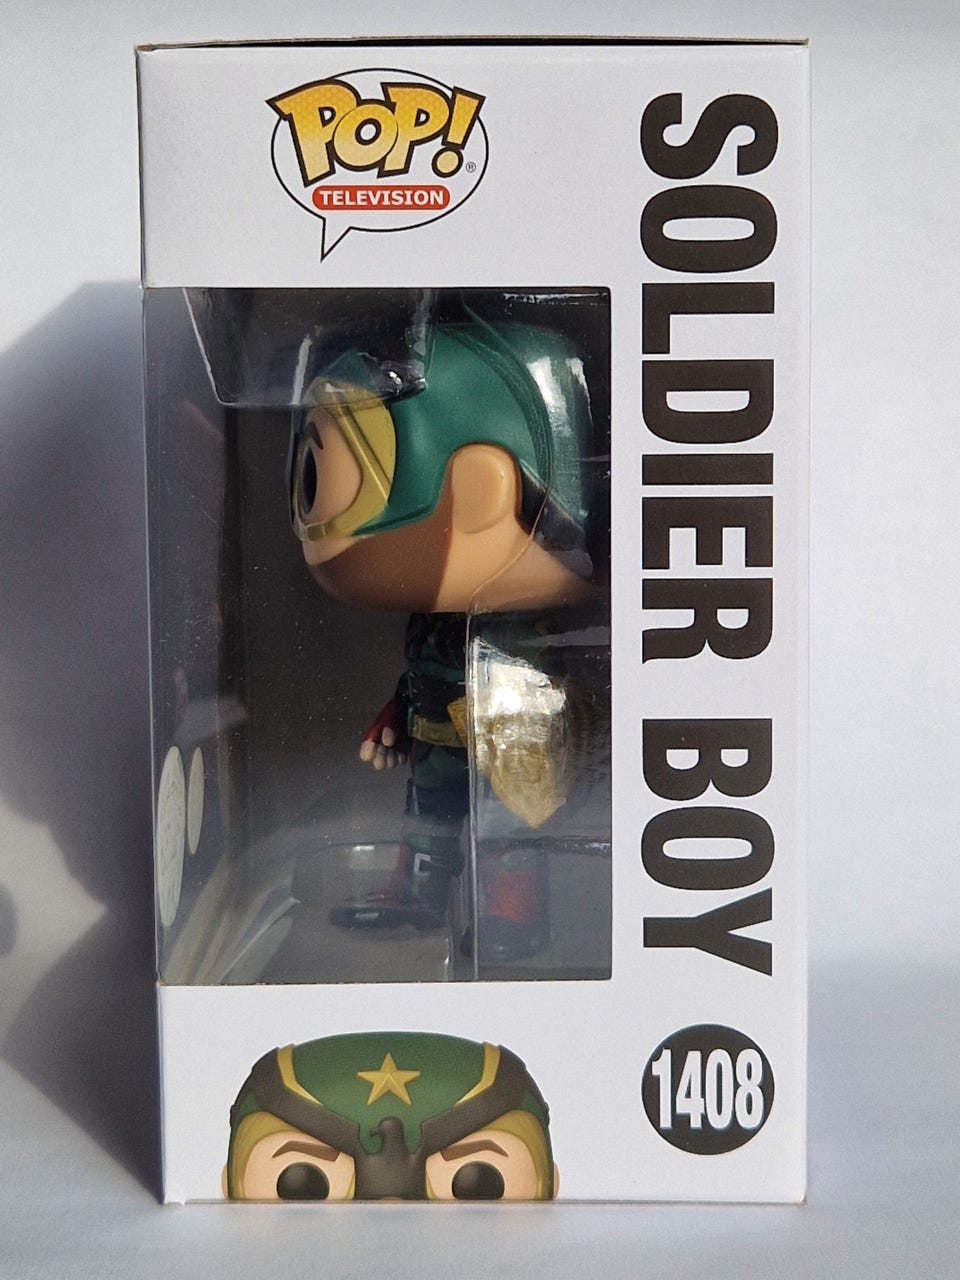 POP!
®
TELEVISION
SOLDIER BOY
1408